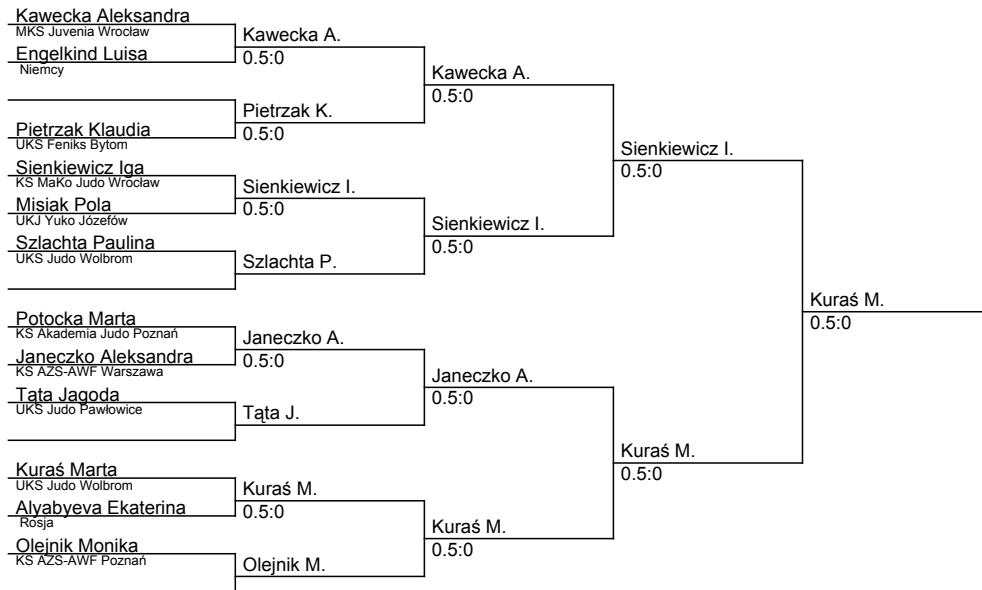 Kawecka Aleksandra
MKS Juvenia Wrocław
Engelkind Luisa
Niemcy
Pietrzak Klaudia
UKS Feniks Bytom
Sienkiewicz Iga
KS MaKo Judo Wrocław
Misiak Pola
UKJ Yuko Józefów
Szlachta Paulina
UKS Judo Wolbrom
Potocka Marta
KS Akademia Judo Poznań
Janeczko Aleksandra
KS AZS-AWF Warszawa
Tąta Jagoda
UKS Judo Pawłowice
Kuraś Marta
UKS Judo Wolbrom
Alyabyeva Ekaterina
Rosja
Olejnik Monika
KS AZS-AWF Poznań
Kawecka A.
0.5:0
Pietrzak K.
0.5:0
Sienkiewicz I.
0.5:0
Szlachta P.
Janeczko A.
0.5:0
Tąta J.
Kuraś M.
0.5:0
Olejnik M.
Kawecka A.
0.5:0
Sienkiewicz I.
0.5:0
Janeczko A.
0.5:0
Kuraś M.
0.5:0
Sienkiewicz I.
0.5:0
Kuraś M.
0.5:0
Kuraś M.
0.5:0